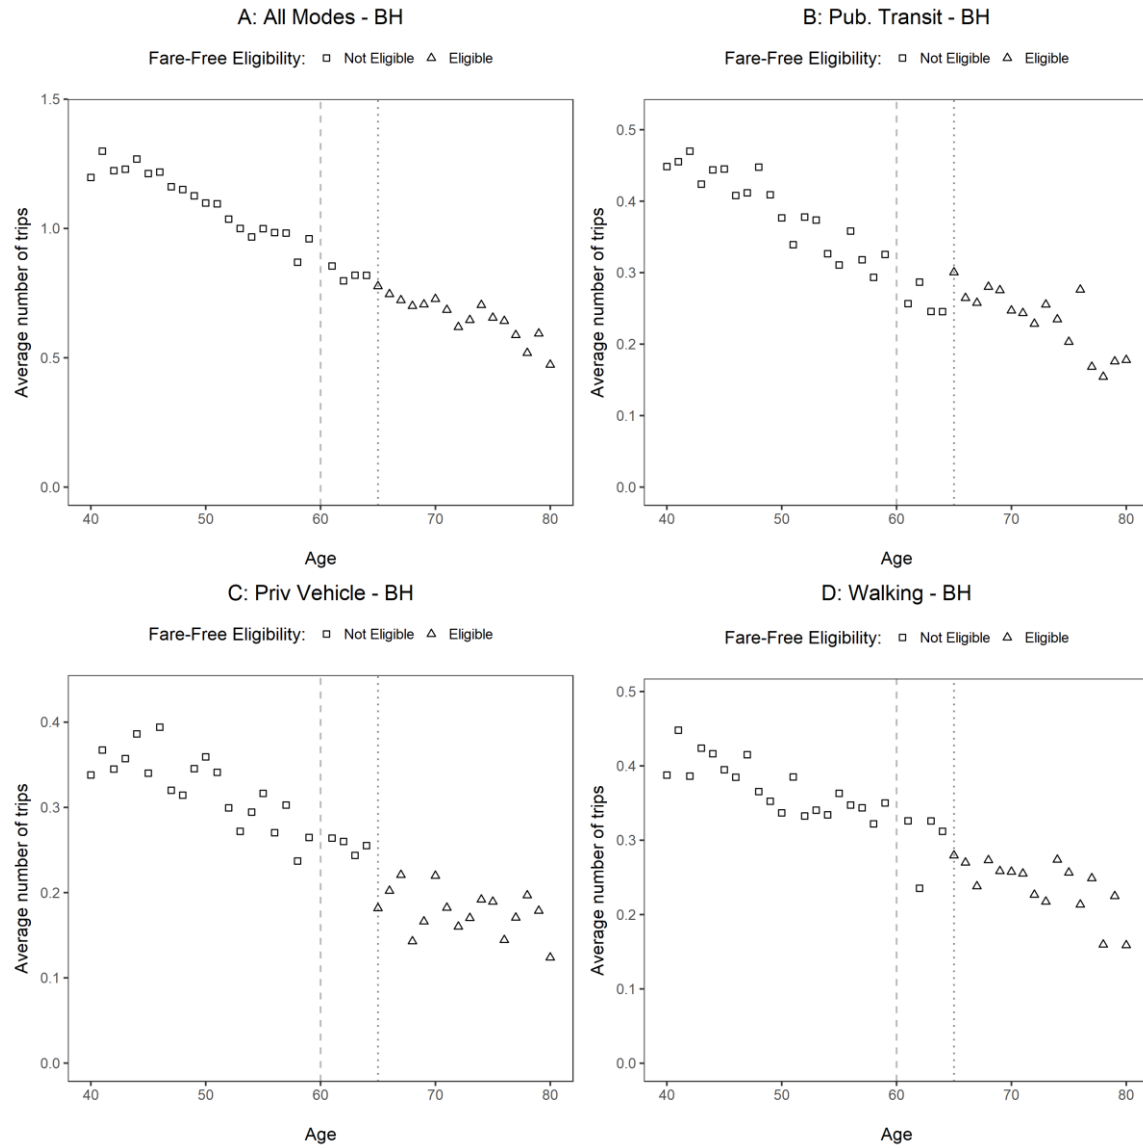 A: All Modes - BH
Fare-Free Eligibility: Not Eligible Eligible
1.5
1.0
0.5
0.0
Average number of trips
40 50 60 70 80
Age
B: Pub. Transit - BH
Fare-Free Eligibility: Not Eligible Eligible
0.5
0.4
0.3
0.2
0.1
0.0
Average number of trips
40 50 60 70 80
Age
C: Priv Vehicle - BH
Fare-Free Eligibility: Not Eligible Eligible
0.4
0.3
0.2
0.1
0.0
Average number of trips
40 50 60 70 80
Age
D: Walking - BH
Fare-Free Eligibility: Not Eligible Eligible
0.5
0.4
0.3
0.2
0.1
0.0
Average number of trips
40 50 60 70 80
Age